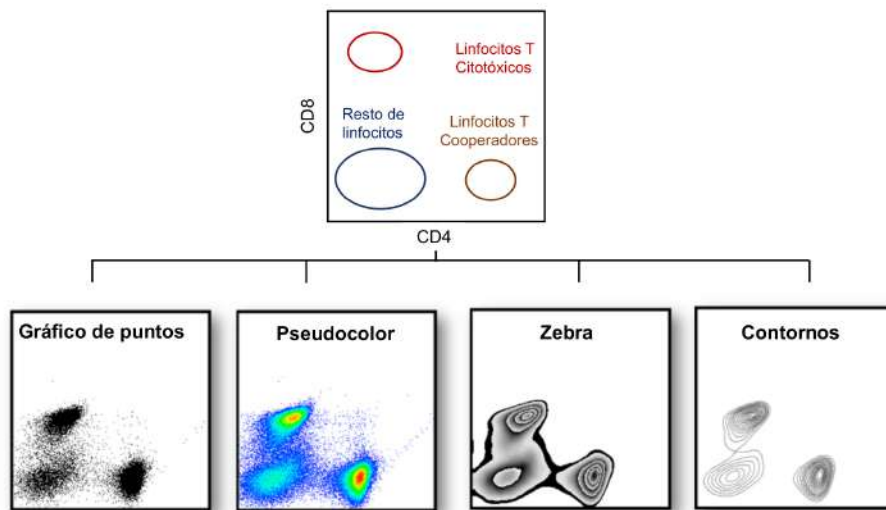 Linfocitos T
Citotóxicos
CD8
Resto de
linfocitos
Linfocitos T
Cooperadores
CD4
Gráfico de puntos
Pseudocolor
Zebra
Contornos